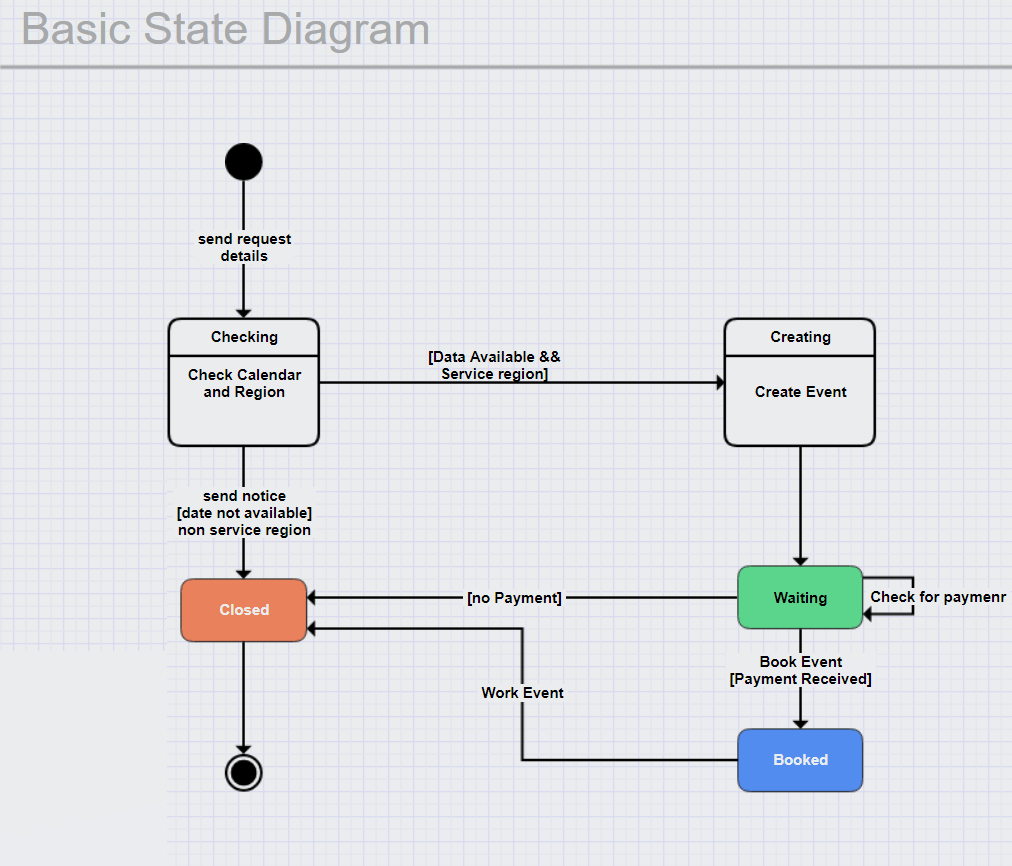 Basic State Diagram
send request
details
Checking
Check Calendar
and Region
[Data Available &&
Service region]
Creating
Create Event
send notice
[date not available]
non service region
Closed
[no Payment]
Waiting
Check for paymenr
Book Event
[Payment Received]
Work Event
Booked